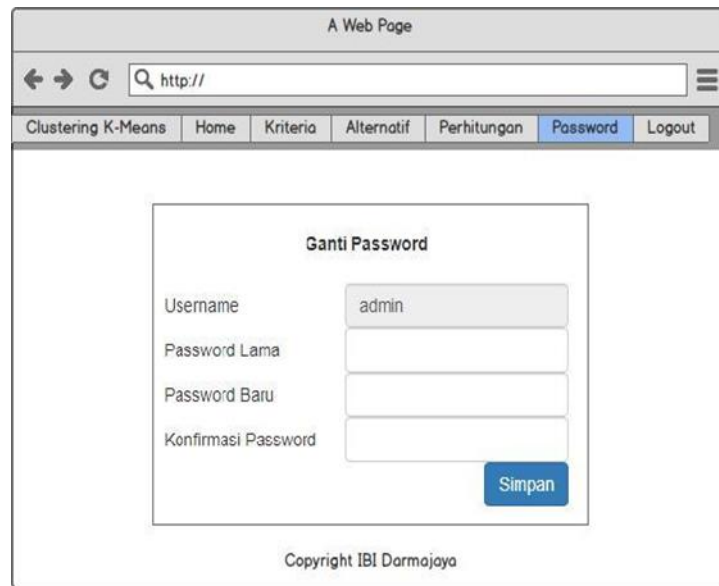 A Web Page
http://
Clustering K-Means Home Kriteria Alternatif Perhitungan Password Logout
Ganti Password
Username admin
Password Lama
Password Baru
Konfirmasi Password
Simpan
Copyright IBI Darmajaya